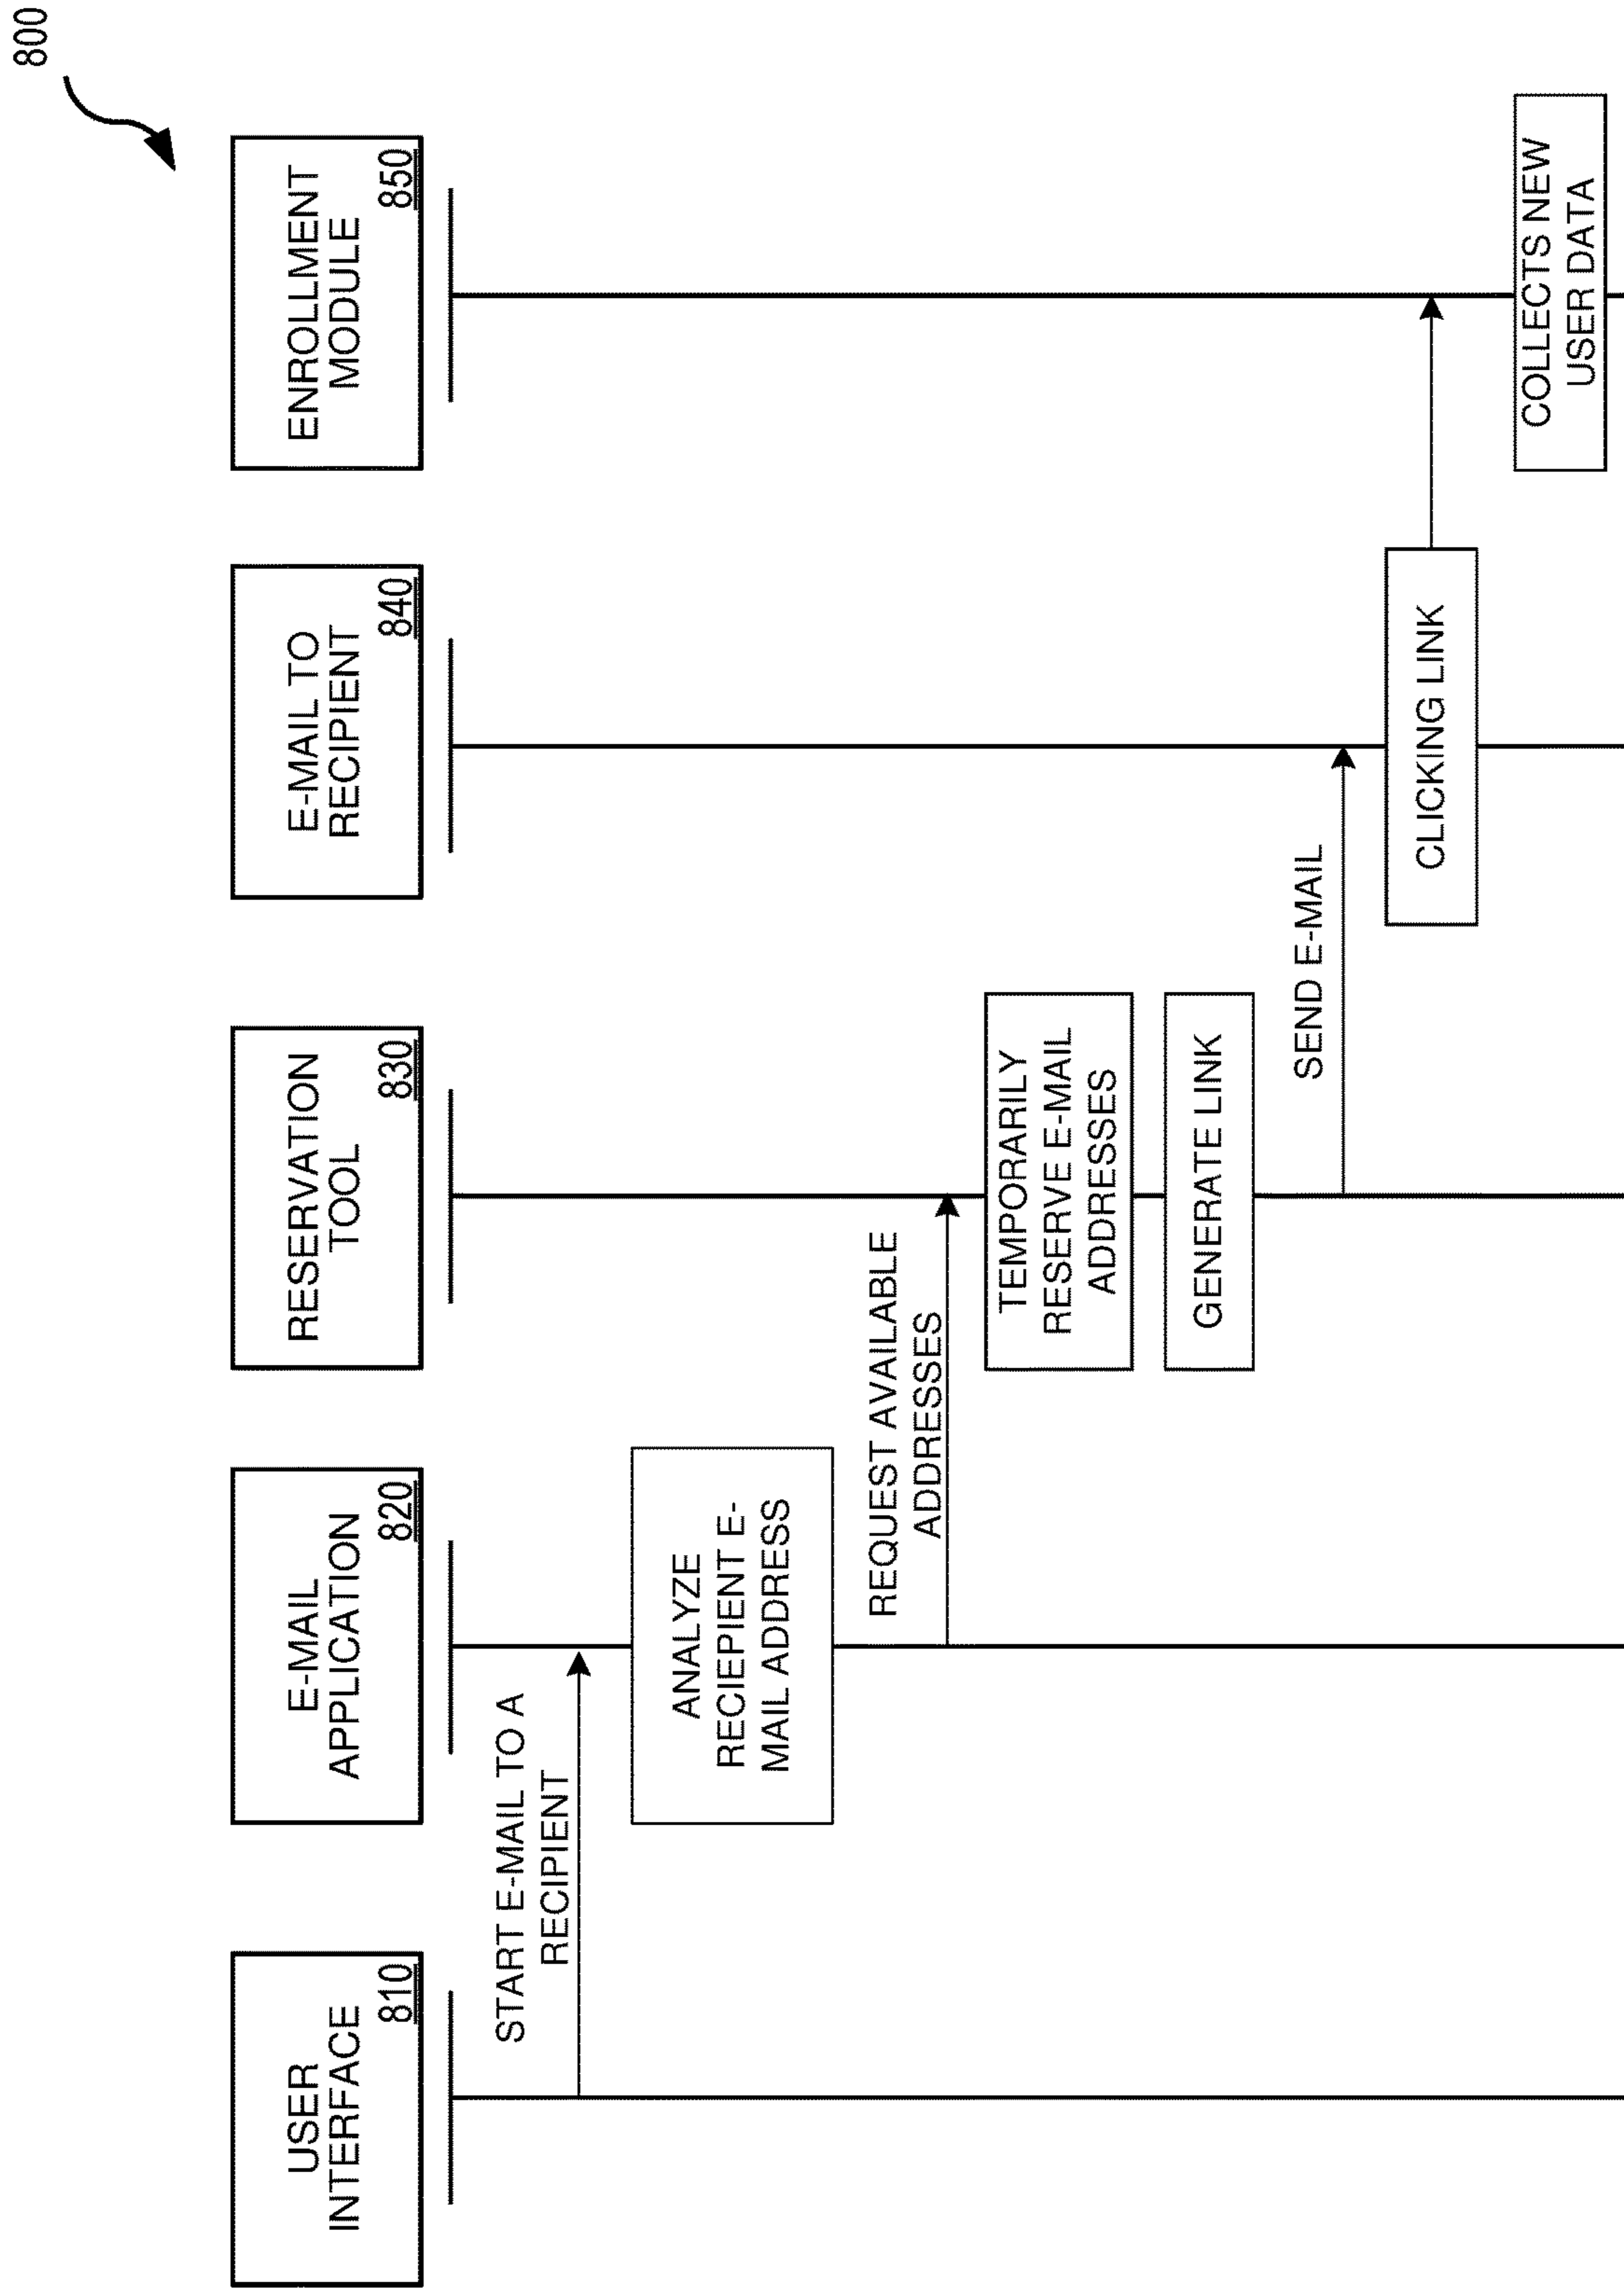 800
USER
INTERFACE
810
E-MAIL
APPLICATION
820
RESERVATION
TOOL
830
E-MAIL TO
RECIPIENT
840
ENROLLMENT
MODULE
850
START E-MAIL TO A
RECIPIENT
ANALYZE
RECIEPIENT E-
MAIL ADDRESS
REQUEST AVAILABLE
ADDRESSES
TEMPORARILY
RESERVE E-MAIL
ADDRESSES
GENERATE LINK
SEND E-MAIL
CLICKING LINK
COLLECTS NEW
USER DATA